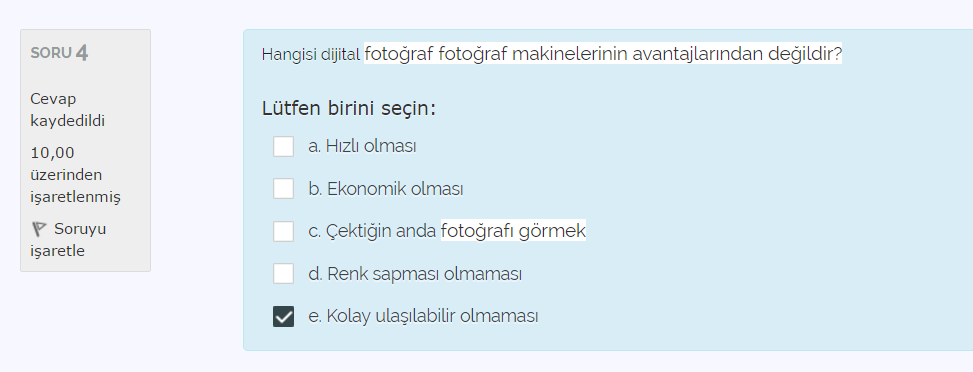 SORU 4
Cevap
kaydedildi
10,00
üzerinden
işaretlenmiş
Soruyu
işaretle
Hangisi dijital fotoğraf fotoğraf makinelerinin avantajlarından değildir?
Lütfen birini seçin:
a. Hızlı olması
b. Ekonomik olması
c. Çektiğin anda fotoğrafı görmek
d. Renk sapması olmaması
e. Kolay ulaşılabilir olmaması